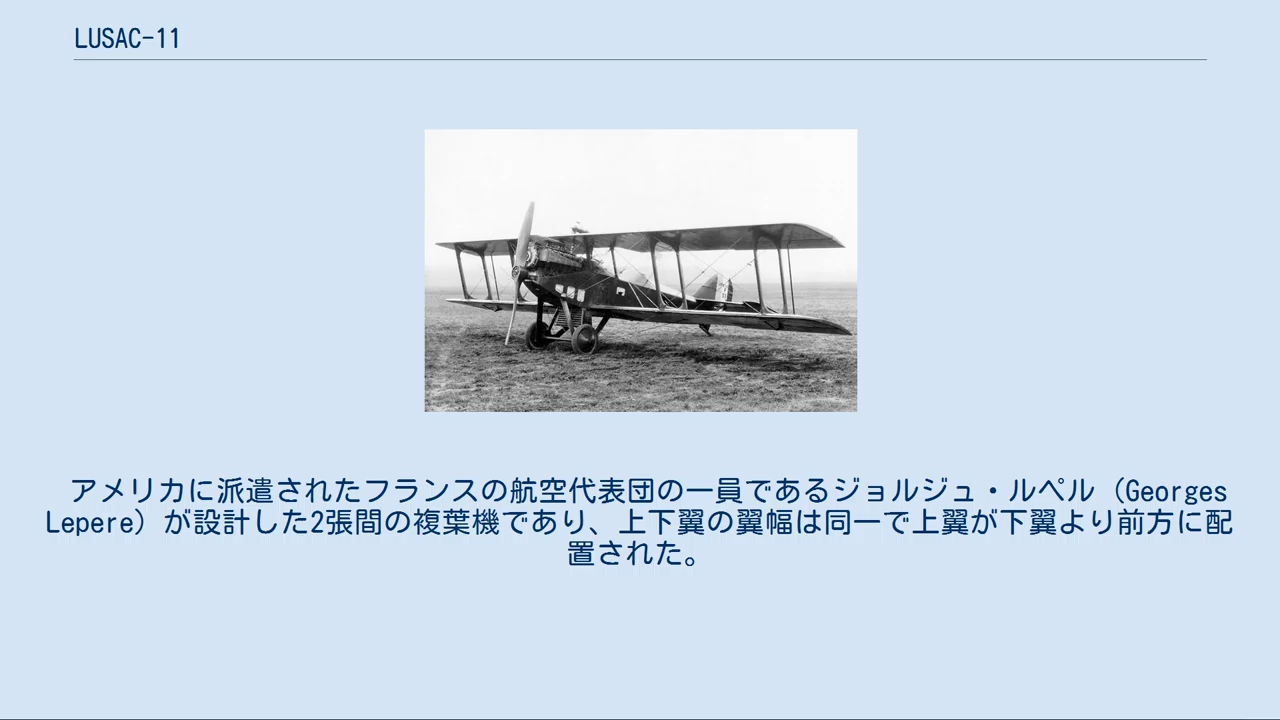 LUSAC-11
アメリカに派遣されたフランスの航空代表団の一員であるジョルジュ・ルペル（Georges
Lepere）が設計した2張間の複葉機であり、上下翼の翼幅は同一で上翼が下翼より前方に配
置された。